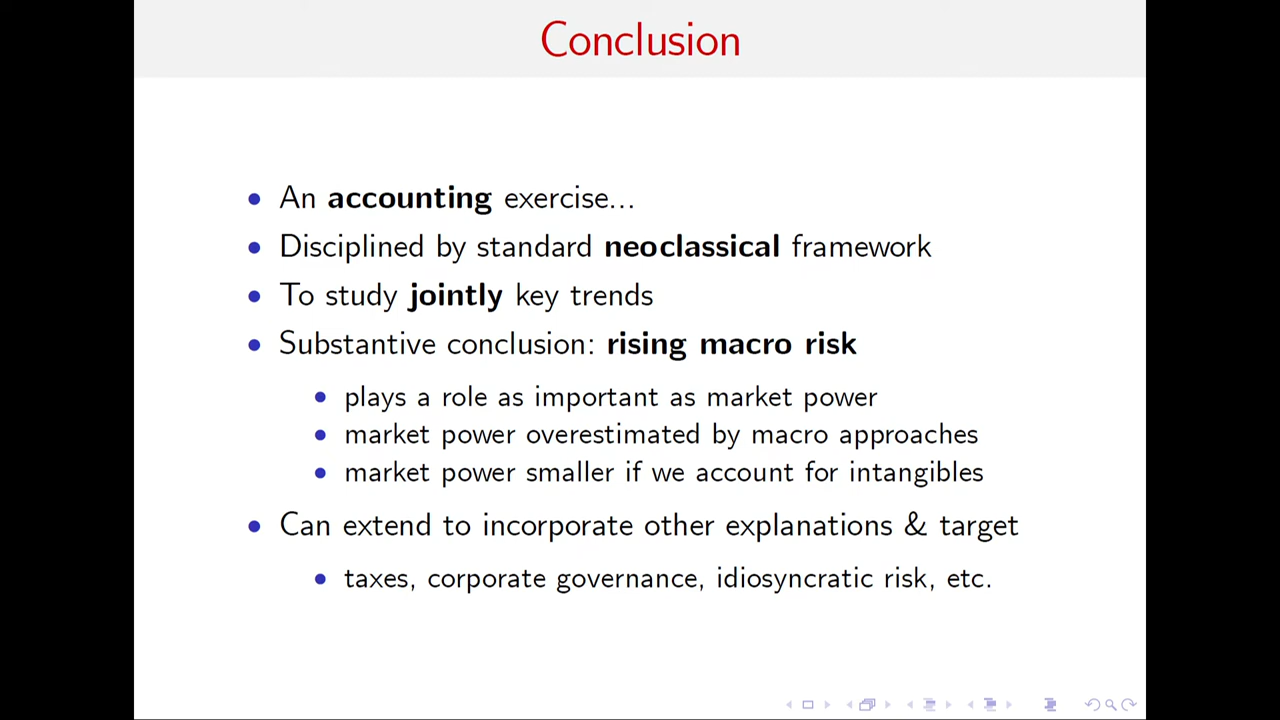 Conclusion
An accounting exercise...
Disciplined by standard neoclassical framework
To study jointly key trends
Substantive conclusion: rising macro risk
plays a role as important as market power
market power overestimated by macro approaches
market power smaller if we account for intangibles
Can extend to incorporate other explanations & target
taxes, corporate governance, idiosyncratic risk, etc.